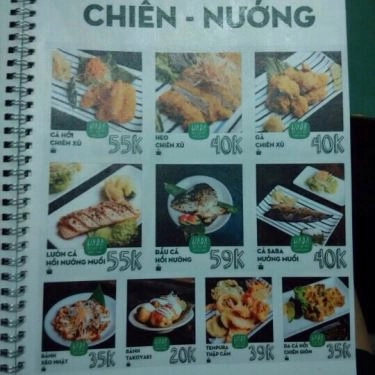 CHIÊN - NƯỚNG
CÁ HỒI
CHIÊN XÙ
55K
HEO
CHIÊN XÙ
40K
GÀ
CHIÊN XÙ
40K
LƯỜN CÁ
HỒI NƯỚNG MUỐI
55K
ĐẦU CÁ
HỒI NƯỚNG
59K
CÁ SABA
NƯỚNG MUỐI
40K
BÁNH
XÈO NHẬT
35K
BÁNH
TAKOYAKI
20K
TEMPURA
THẬP CẨM
39K
DA CÁ HỒI
CHIÊN GIÒN
35K